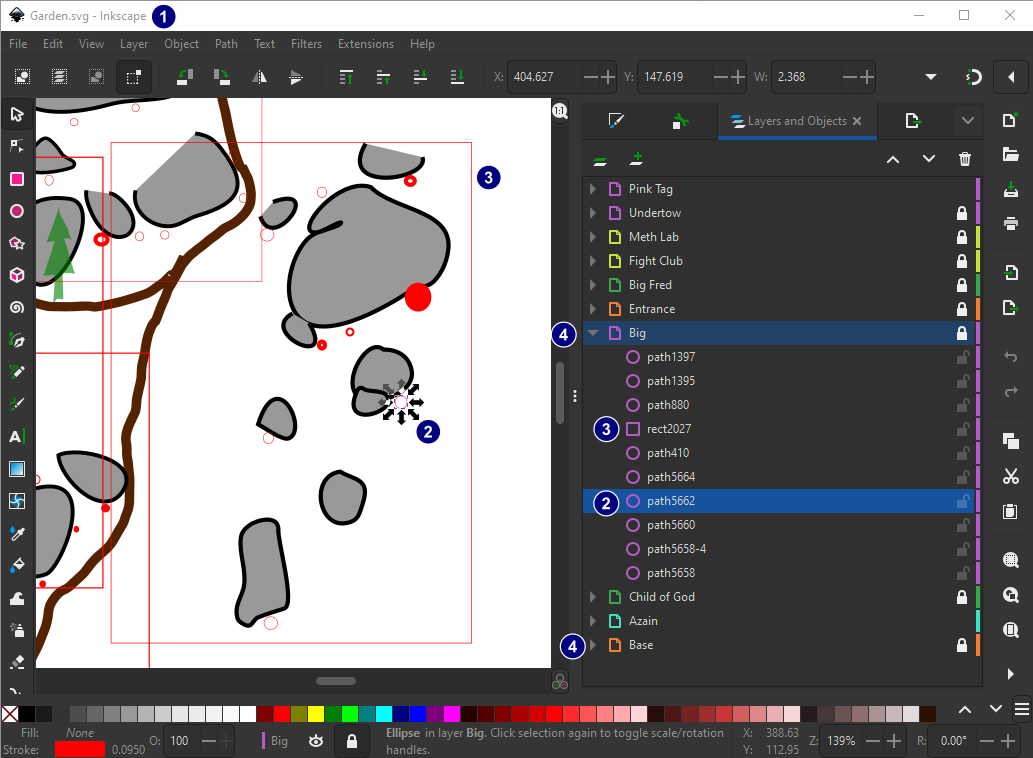 Garden.svg - Inkscape 1
File Edit View Layer Object Path Text Filters Extensions Help
X: 404.627 Y: 147.619 W: 2.368
1:1
Layers and Objects
Pink Tag
3
Undertow
Meth Lab
Fight Club
Big Fred
Entrance
4 Big
path1397
path1395
path880
3 rect2027
2
path410
path5664
2 path5662
path5660
path5658-4
path5658
Child of God
Azain
4 Base
A
Fill: None
Stroke: 0.0950 O: 100
Big
Ellipse in layer Big. Click selection again to toggle scale/rotation
handles.
X: 388.63
Y: 112.95
Z: 139%
R: 0.00°